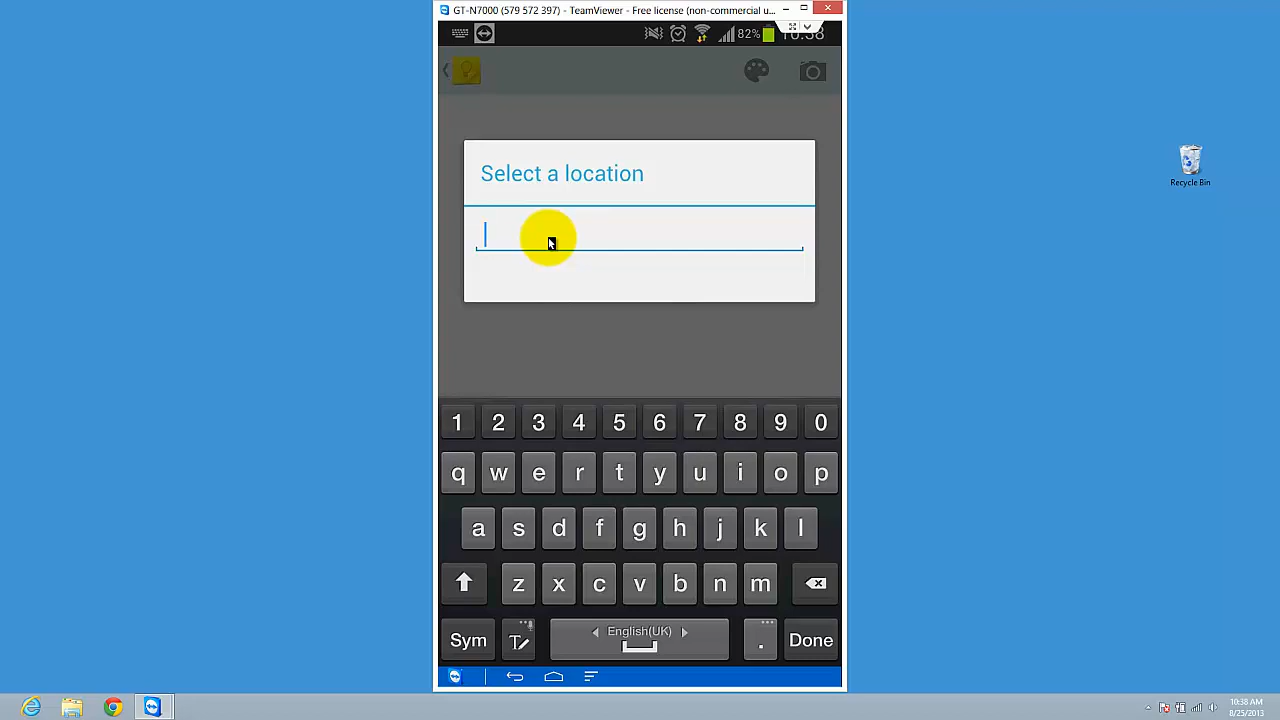 GT-N7000 (579 572 397) - TeamViewer - Free license (non-commercial u...
82%
Select a location
Recycle Bin
1 2 3 4 5 6 7 8 9 0
q w e r t y u i o p
a s d f g h j k l
z x c v b n m
Sym English(UK) . Done
10:38 AM
8/25/2013